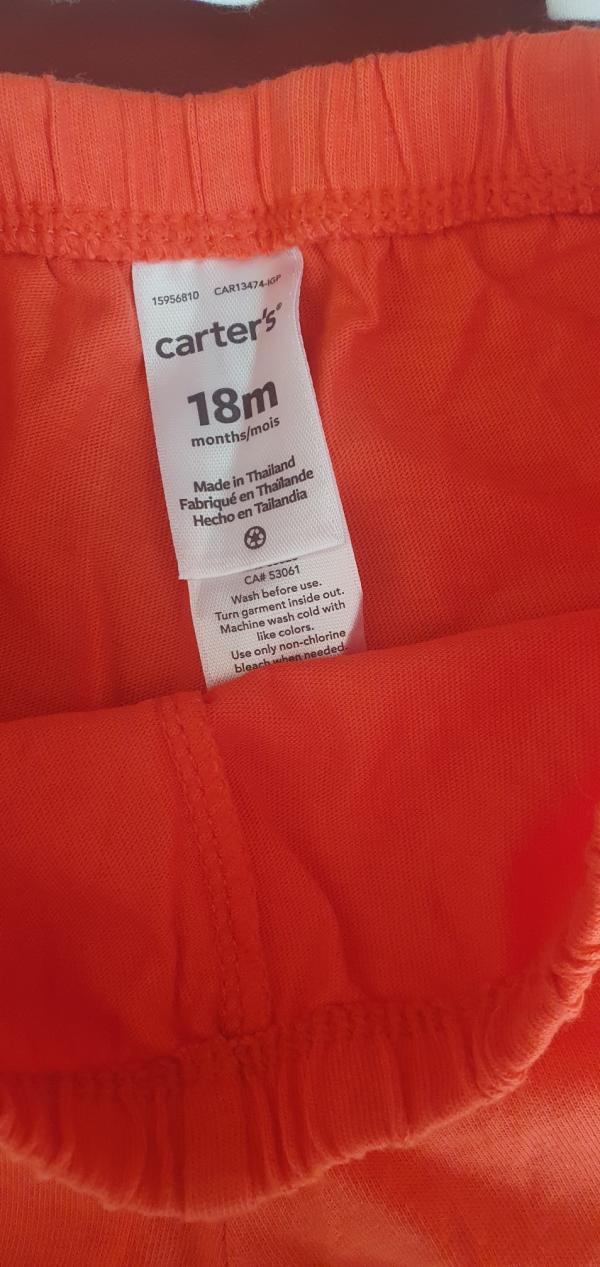 15956810 CAR13474-IGP
carter's®
18m
months/mois
Made in Thailand
Fabriqué en Thaïlande
Hecho en Tailandia
CA# 53061
Wash before use.
Turn garment inside out.
Machine wash cold with
like colors.
Use only non-chlorine
bleach when needed.